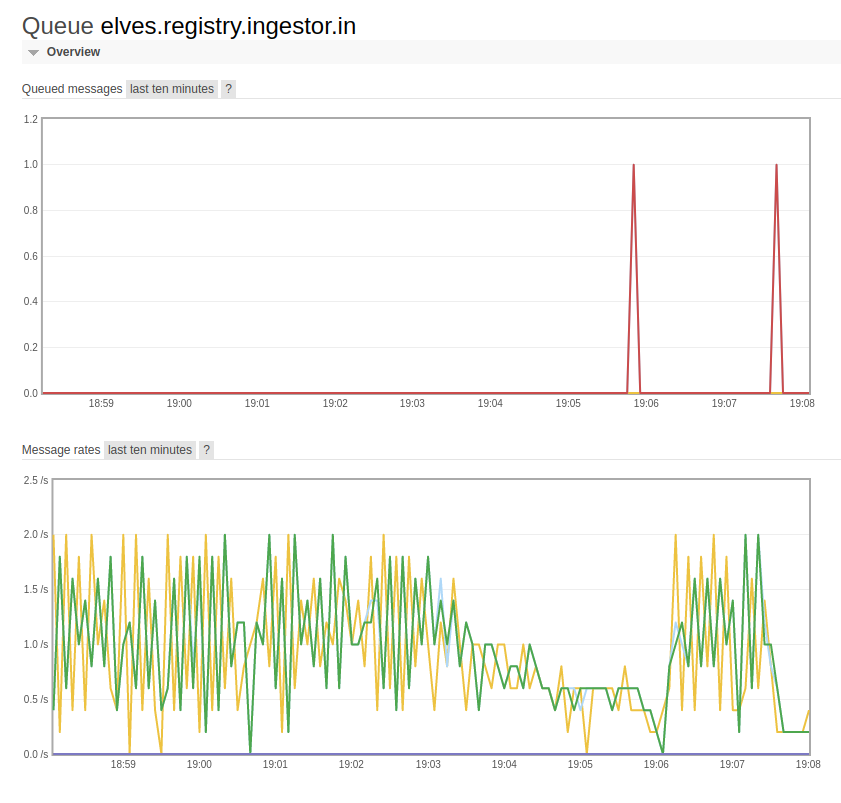 Queue elves.registry.ingestor.in
Overview
Queued messages last ten minutes ?
1.2
1.0
0.8
0.6
0.4
0.2
0.0
18:59 19:00 19:01 19:02 19:03 19:04 19:05 19:06 19:07 19:08
Message rates last ten minutes ?
2.5 /s
2.0 /s
1.5 /s
1.0 /s
0.5 /s
0.0 /s
18:59 19:00 19:01 19:02 19:03 19:04 19:05 19:06 19:07 19:08